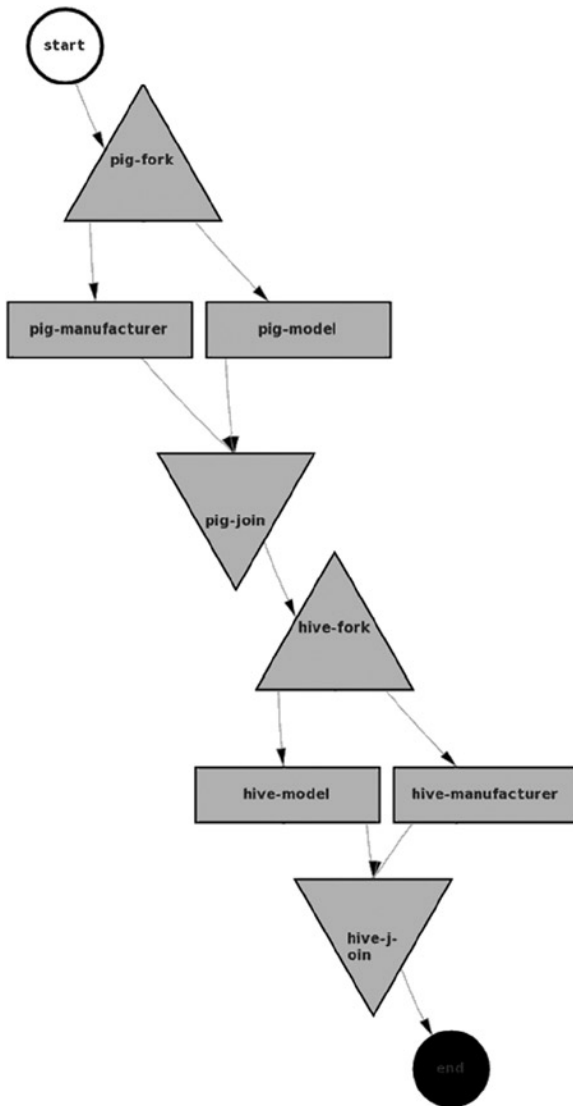 start
pig-fork
pig-manufacturer
pig-model
pig-join
hive-fork
hive-model
hive-manufacturer
hive-j-
oin
end